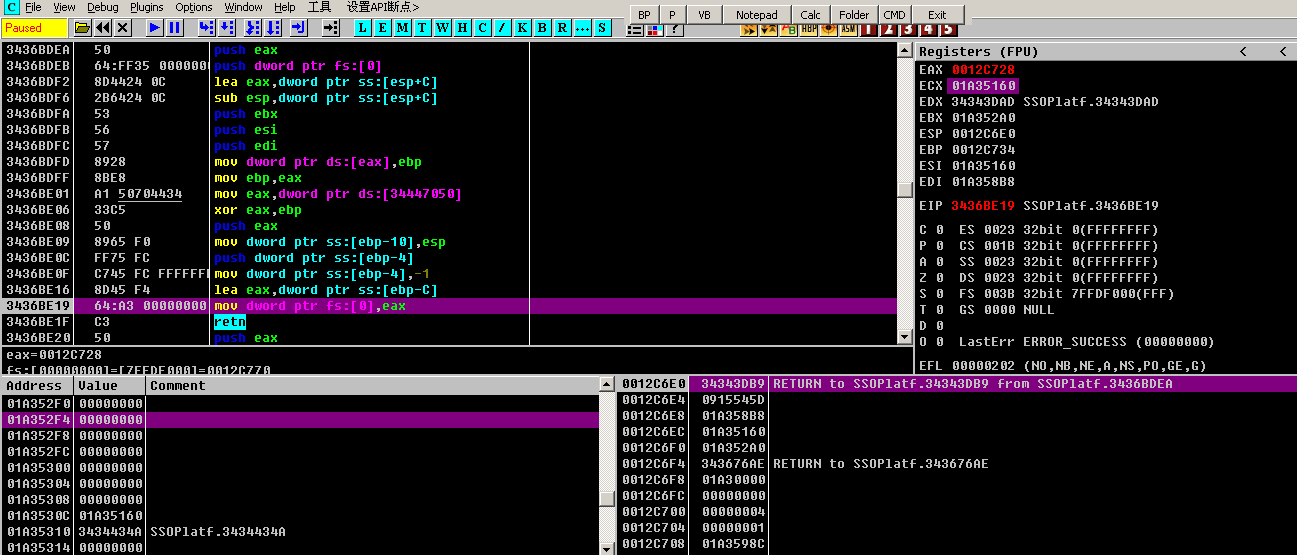 C File View Debug Plugins Options Window Help 工具 设置API断点>
BP P VB Notepad Calc Folder CMD Exit
Paused L E M T W H C / K B R ... S ? HBP ASM 1 2 3 4 5
3436BDEA 50 push eax
3436BDEB 64:FF35 0000000 push dword ptr fs:[0]
3436BDF2 8D4424 0C lea eax,dword ptr ss:[esp+C]
3436BDF6 2B6424 0C sub esp,dword ptr ss:[esp+C]
3436BDFA 53 push ebx
3436BDFB 56 push esi
3436BDFC 57 push edi
3436BDFD 8928 mov dword ptr ds:[eax],ebp
3436BDFF 8BE8 mov ebp,eax
3436BE01 A1 50704434 mov eax,dword ptr ds:[34447050]
3436BE06 33C5 xor eax,ebp
3436BE08 50 push eax
3436BE09 8965 F0 mov dword ptr ss:[ebp-10],esp
3436BE0C FF75 FC push dword ptr ss:[ebp-4]
3436BE0F C745 FC FFFFFFF mov dword ptr ss:[ebp-4],-1
3436BE16 8D45 F4 lea eax,dword ptr ss:[ebp-C]
3436BE19 64:A3 00000000 mov dword ptr fs:[0],eax
3436BE1F C3 retn
3436BE20 50 push eax
eax=0012C728
fs:[00000000]=[7FFDF000]=0012C770
Registers (FPU) < <
EAX 0012C728
ECX 01A35160
EDX 34343DAD SSOPlatf.34343DAD
EBX 01A352A0
ESP 0012C6E0
EBP 0012C734
ESI 01A35160
EDI 01A358B8
EIP 3436BE19 SSOPlatf.3436BE19
C 0 ES 0023 32bit 0(FFFFFFFF)
P 0 CS 001B 32bit 0(FFFFFFFF)
A 0 SS 0023 32bit 0(FFFFFFFF)
Z 0 DS 0023 32bit 0(FFFFFFFF)
S 0 FS 003B 32bit 7FFDF000(FFF)
T 0 GS 0000 NULL
D 0
O 0 LastErr ERROR_SUCCESS (00000000)
EFL 00000202 (NO,NB,NE,A,NS,PO,GE,G)
Address Value Comment
01A352F0 00000000
01A352F4 00000000
01A352F8 00000000
01A352FC 00000000
01A35300 00000000
01A35304 00000000
01A35308 00000000
01A3530C 01A35160
01A35310 3434434A SSOPlatf.3434434A
01A35314 00000000
0012C6E0 34343DB9 RETURN to SSOPlatf.34343DB9 from SSOPlatf.3436BDEA
0012C6E4 0915545D
0012C6E8 01A358B8
0012C6EC 01A35160
0012C6F0 01A352A0
0012C6F4 343676AE RETURN to SSOPlatf.343676AE
0012C6F8 01A30000
0012C6FC 00000000
0012C700 00000004
0012C704 00000001
0012C708 01A3598C